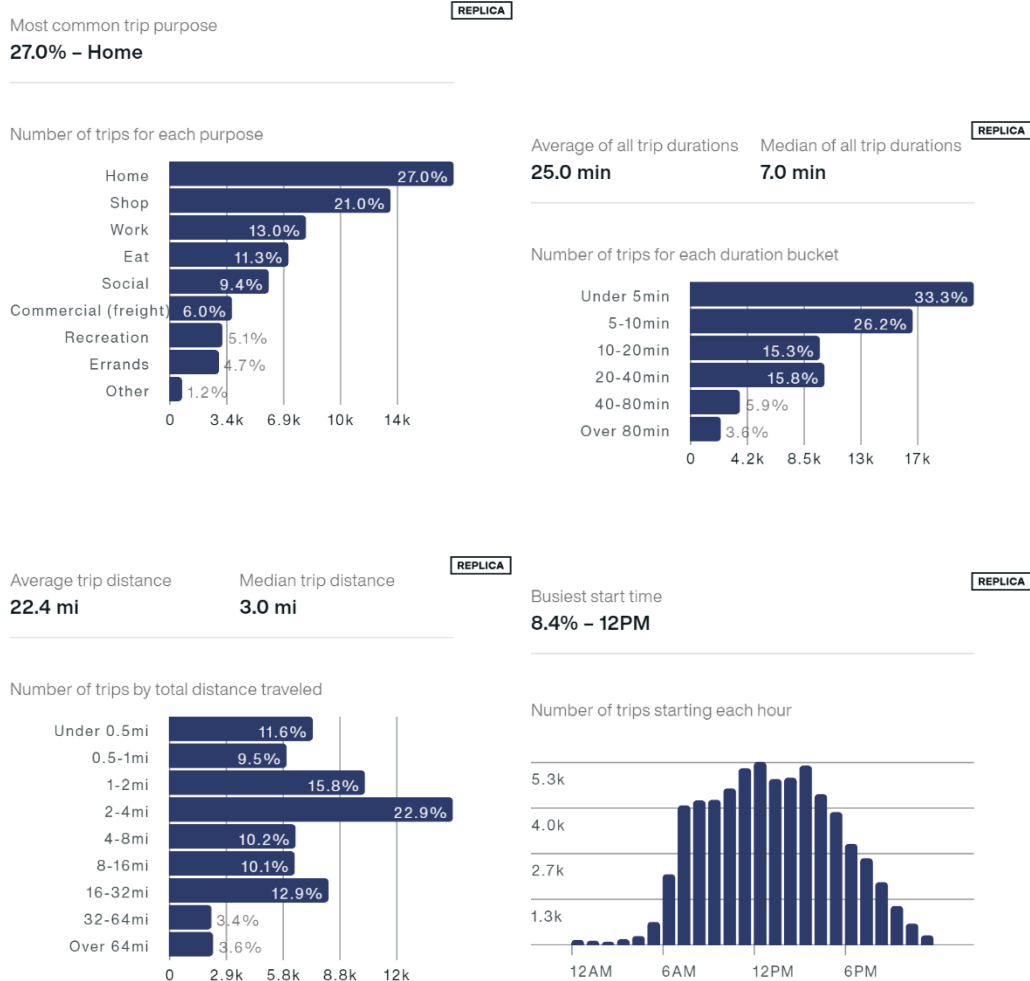 REPLICA
Most common trip purpose
27.0% – Home
Number of trips for each purpose
Home 27.0%
Shop 21.0%
Work 13.0%
Eat 11.3%
Social 9.4%
Commercial (freight) 6.0%
Recreation 5.1%
Errands 4.7%
Other 1.2%
0 3.4k 6.9k 10k 14k
REPLICA
Average of all trip durations Median of all trip durations
25.0 min 7.0 min
Number of trips for each duration bucket
Under 5min 33.3%
5-10min 26.2%
10-20min 15.3%
20-40min 15.8%
40-80min 5.9%
Over 80min 3.6%
0 4.2k 8.5k 13k 17k
REPLICA
Average trip distance Median trip distance
22.4 mi 3.0 mi
Number of trips by total distance traveled
Under 0.5mi 11.6%
0.5-1mi 9.5%
1-2mi 15.8%
2-4mi 22.9%
4-8mi 10.2%
8-16mi 10.1%
16-32mi 12.9%
32-64mi 3.4%
Over 64mi 3.6%
0 2.9k 5.8k 8.8k 12k
REPLICA
Busiest start time
8.4% – 12PM
Number of trips starting each hour
5.3k
4.0k
2.7k
1.3k
12AM 6AM 12PM 6PM